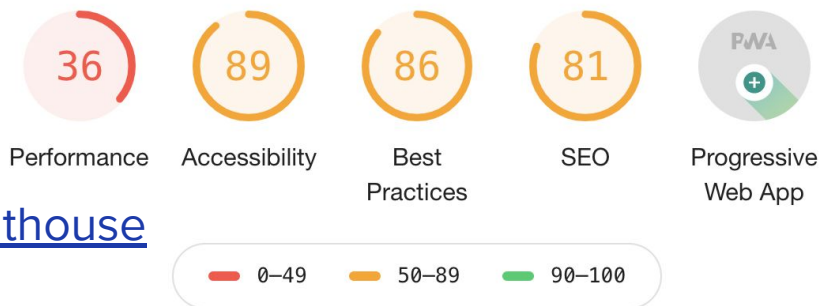 36 89 86 81 PWA
Performance Accessibility Best Practices SEO Progressive Web App
thouse
0–49 50–89 90–100